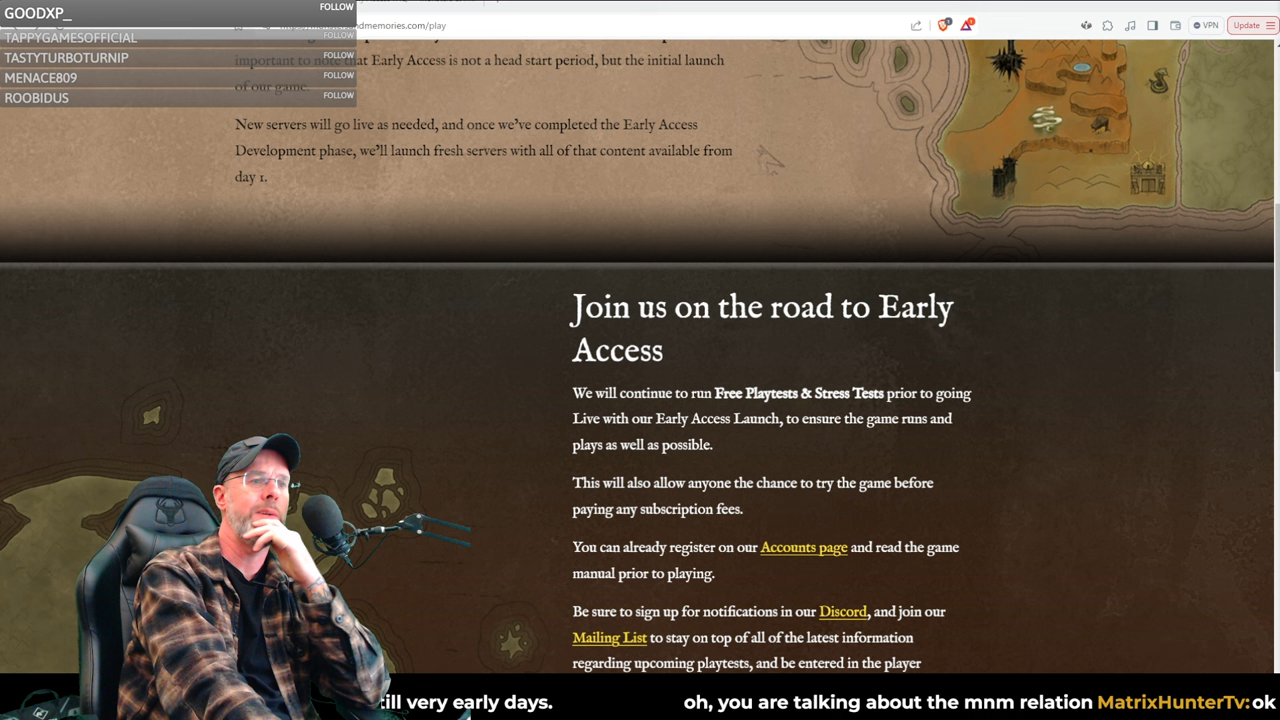 GOODXP_ FOLLOW
TAPPYGAMESOFFICIAL FOLLOW
TASTYTURBOTURNIP FOLLOW
MENACE809 FOLLOW
ROOBIDUS FOLLOW
ndmemories.com/play
VPN
Update
important to note that Early Access is not a head start period, but the initial launch
of our game.
New servers will go live as needed, and once we've completed the Early Access
Development phase, we'll launch fresh servers with all of that content available from
day 1.
Join us on the road to Early
Access
We will continue to run Free Playtests & Stress Tests prior to going
Live with our Early Access Launch, to ensure the game runs and
plays as well as possible.
This will also allow anyone the chance to try the game before
paying any subscription fees.
You can already register on our Accounts page and read the game
manual prior to playing.
Be sure to sign up for notifications in our Discord, and join our
Mailing List to stay on top of all of the latest information
regarding upcoming playtests, and be entered in the player
till very early days. oh, you are talking about the mnm relation MatrixHunterTv: ok